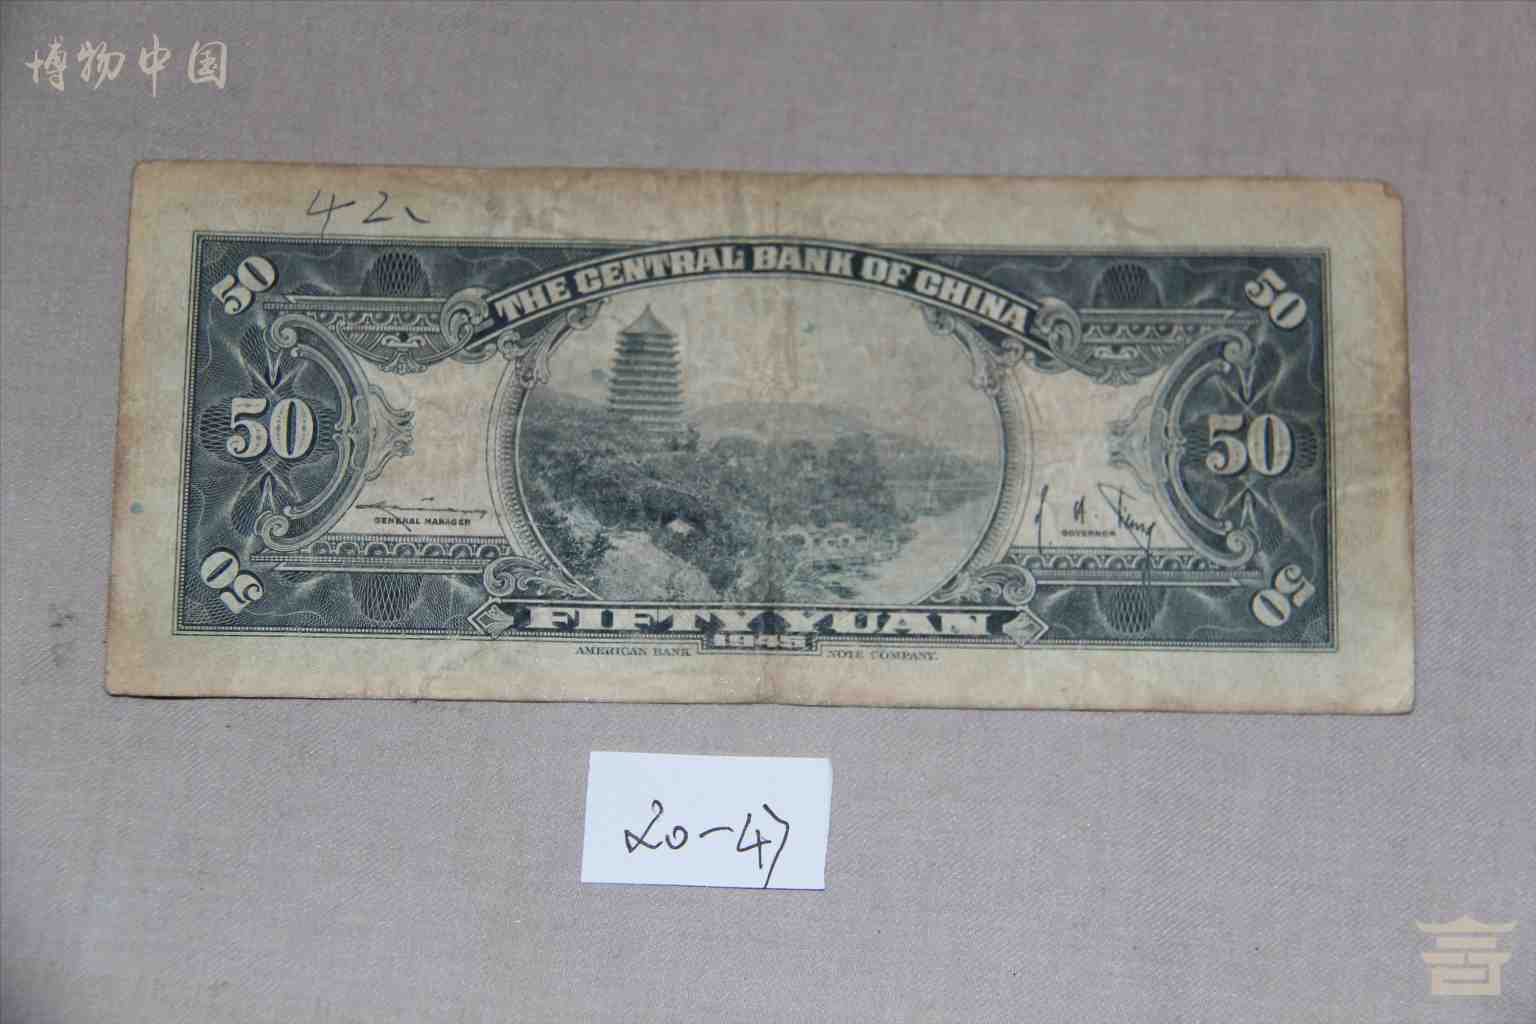 博物中国
42
50 THE CENTRAL BANK OF CHINA 50
50 50
GENERAL MANAGER GOVERNOR
50 FIFTY YUAN 50
1945
AMERICAN BANK NOTE COMPANY.
20-47